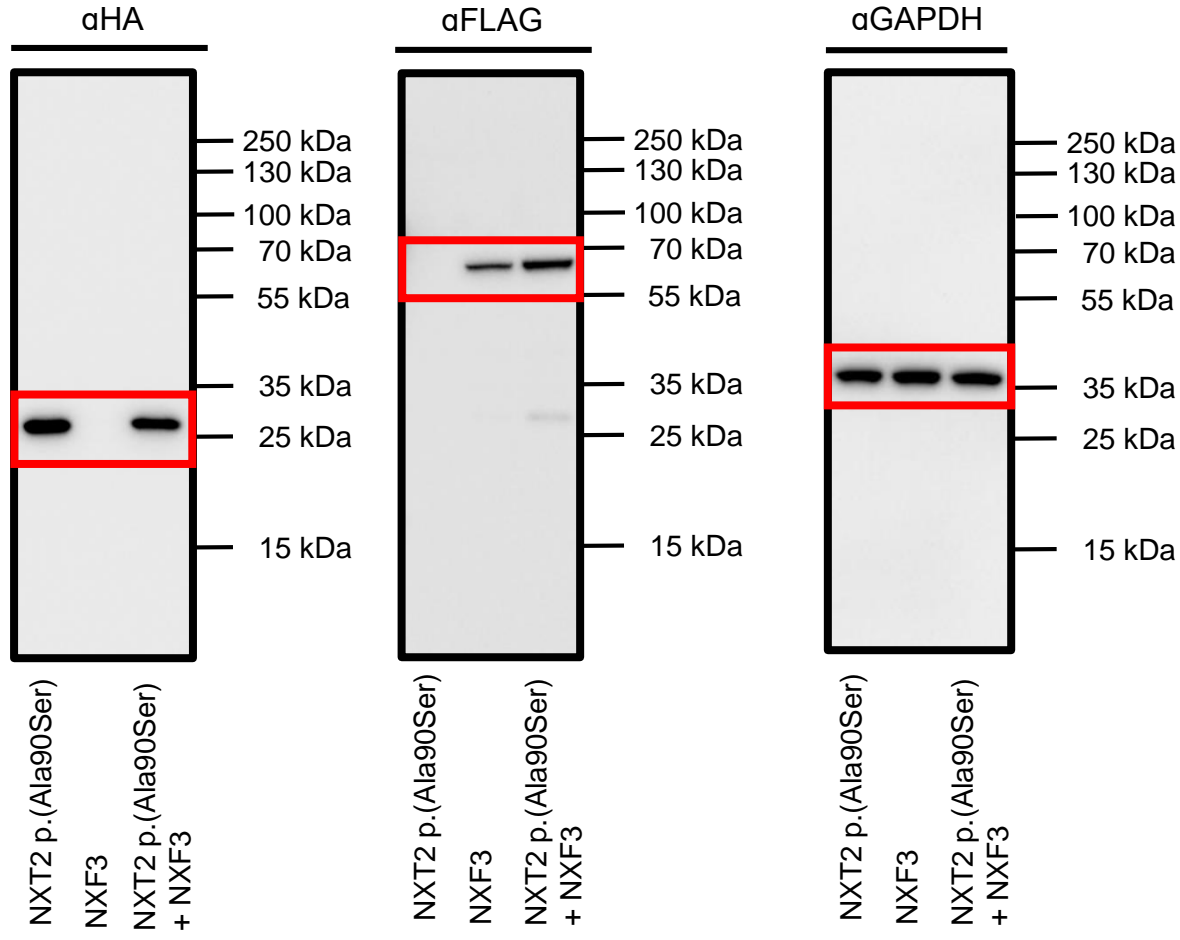 αHA
250 kDa
130 kDa
100 kDa
70 kDa
55 kDa
35 kDa
25 kDa
15 kDa
NXT2 p.(Ala90Ser)
NXF3
NXT2 p.(Ala90Ser)
+ NXF3
αFLAG
250 kDa
130 kDa
100 kDa
70 kDa
55 kDa
35 kDa
25 kDa
15 kDa
NXT2 p.(Ala90Ser)
NXF3
NXT2 p.(Ala90Ser)
+ NXF3
αGAPDH
250 kDa
130 kDa
100 kDa
70 kDa
55 kDa
35 kDa
25 kDa
15 kDa
NXT2 p.(Ala90Ser)
NXF3
NXT2 p.(Ala90Ser)
+ NXF3